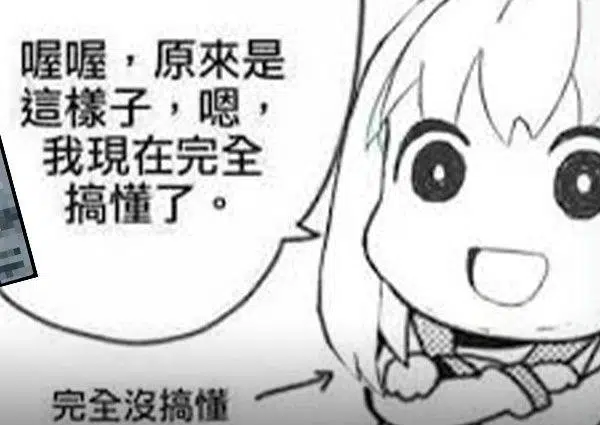 喔喔，原來是
這樣子，嗯，
我現在完全
搞懂了。
完全沒搞懂